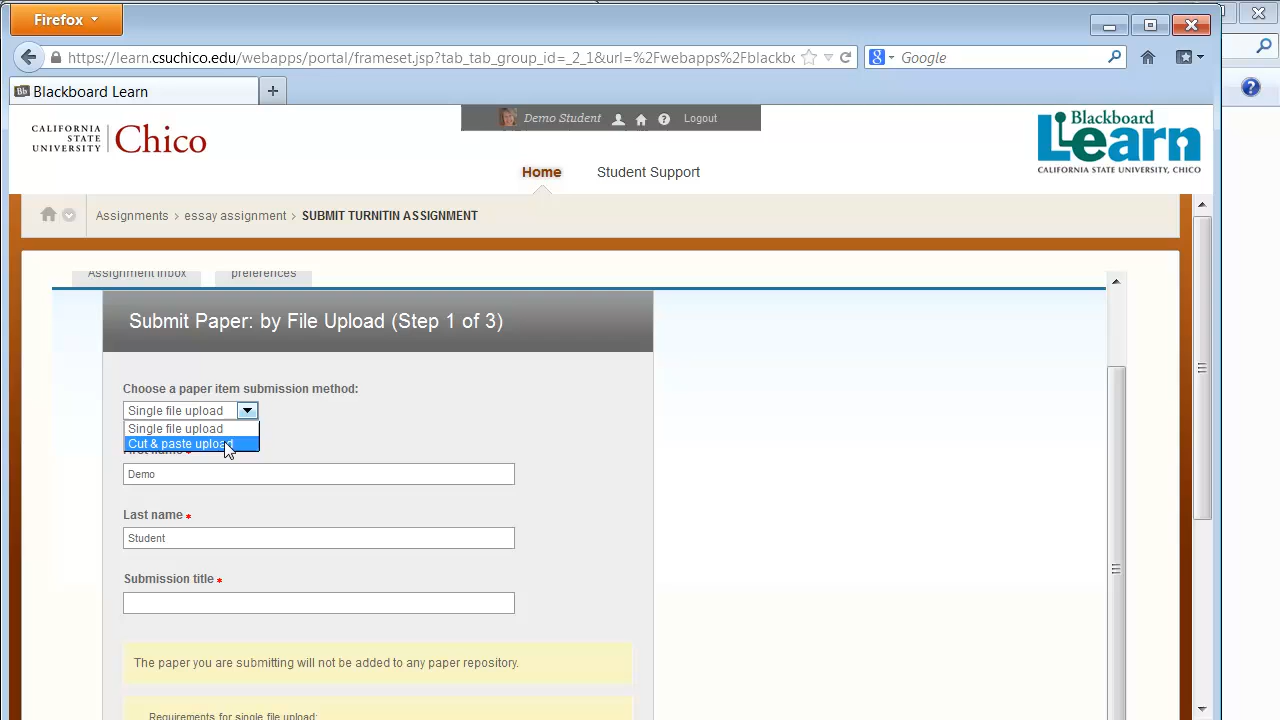 Firefox
https://learn.csuchico.edu/webapps/portal/frameset.jsp?tab_tab_group_id=_2_1&url=%2Fwebapps%2Fblackbc
Google
Bb Blackboard Learn
CALIFORNIA STATE UNIVERSITY, Chico
Demo Student Logout
Blackboard Learn
CALIFORNIA STATE UNIVERSITY, CHICO
Home Student Support
Assignments > essay assignment > SUBMIT TURNITIN ASSIGNMENT
Assignment Inbox preferences
Submit Paper: by File Upload (Step 1 of 3)
Choose a paper item submission method:
Single file upload
Single file upload
Cut & paste upload
First name *
Demo
Last name *
Student
Submission title *
The paper you are submitting will not be added to any paper repository.
Requirements for single file upload: